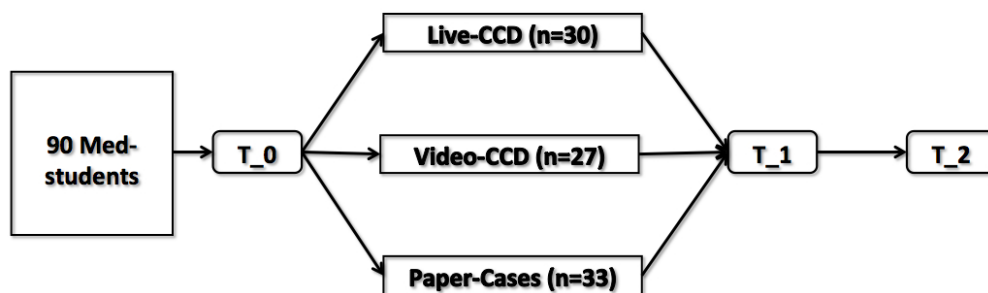 Live-CCD (n=30)
90 Med-
students
T_0
Video-CCD (n=27)
T_1
T_2
Paper-Cases (n=33)